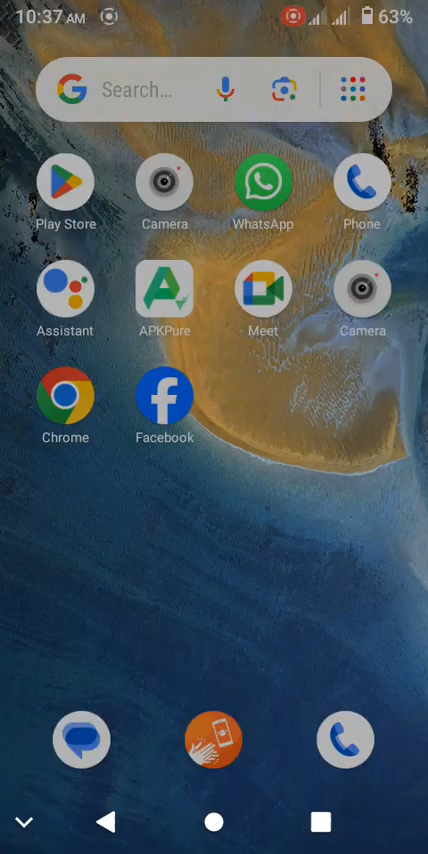 10:37 AM 63%
Search...
Play Store Camera WhatsApp Phone
Assistant APKPure Meet Camera
Chrome Facebook